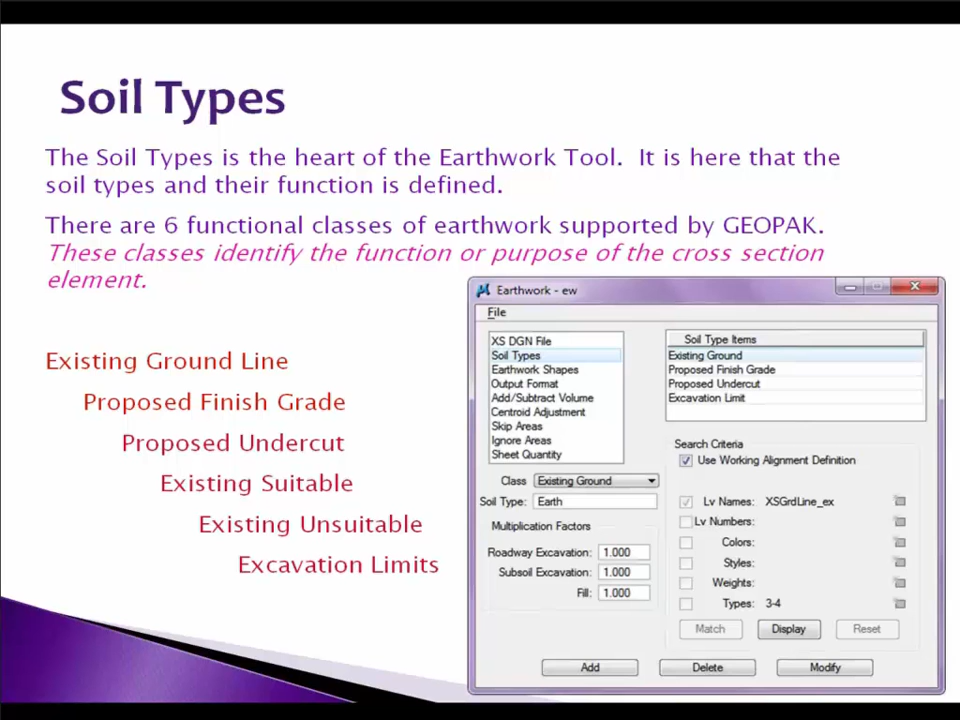 Soil Types
The Soil Types is the heart of the Earthwork Tool.  It is here that the
soil types and their function is defined.
There are 6 functional classes of earthwork supported by GEOPAK.
These classes identify the function or purpose of the cross section
element.
Existing Ground Line
Proposed Finish Grade
Proposed Undercut
Existing Suitable
Existing Unsuitable
Excavation Limits
Earthwork - ew
File
XS DGN File
Soil Types
Earthwork Shapes
Output Format
Add/Subtract Volume
Centroid Adjustment
Skip Areas
Ignore Areas
Sheet Quantity
Class Existing Ground
Soil Type: Earth
Multiplication Factors
Roadway Excavation: 1.000
Subsoil Excavation: 1.000
Fill: 1.000
Soil Type Items
Existing Ground
Proposed Finish Grade
Proposed Undercut
Excavation Limit
Search Criteria
Use Working Alignment Definition
Lv Names: XSGrdLine_ex
Lv Numbers:
Colors:
Styles:
Weights:
Types: 3-4
Match Display Reset
Add Delete Modify